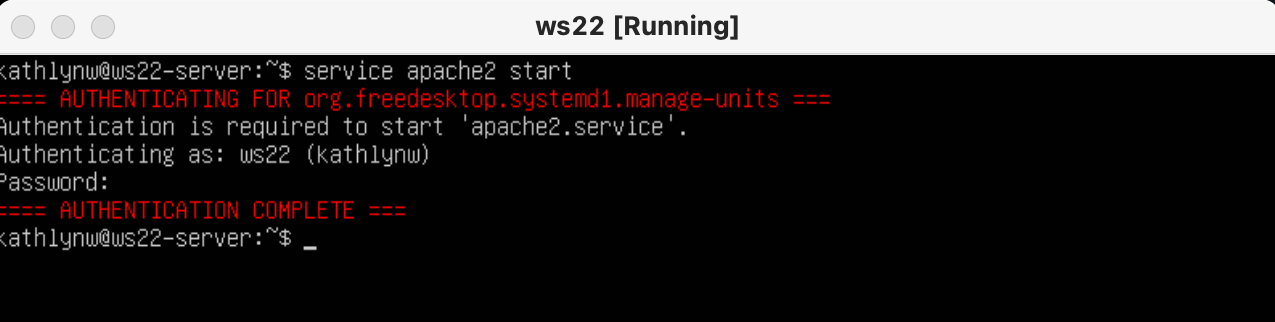 ws22 [Running]
kathlynw@ws22-server:~$ service apache2 start
==== AUTHENTICATING FOR org.freedesktop.systemd1.manage-units ===
Authentication is required to start 'apache2.service'.
Authenticating as: ws22 (kathlynw)
Password:
==== AUTHENTICATION COMPLETE ===
kathlynw@ws22-server:~$ _